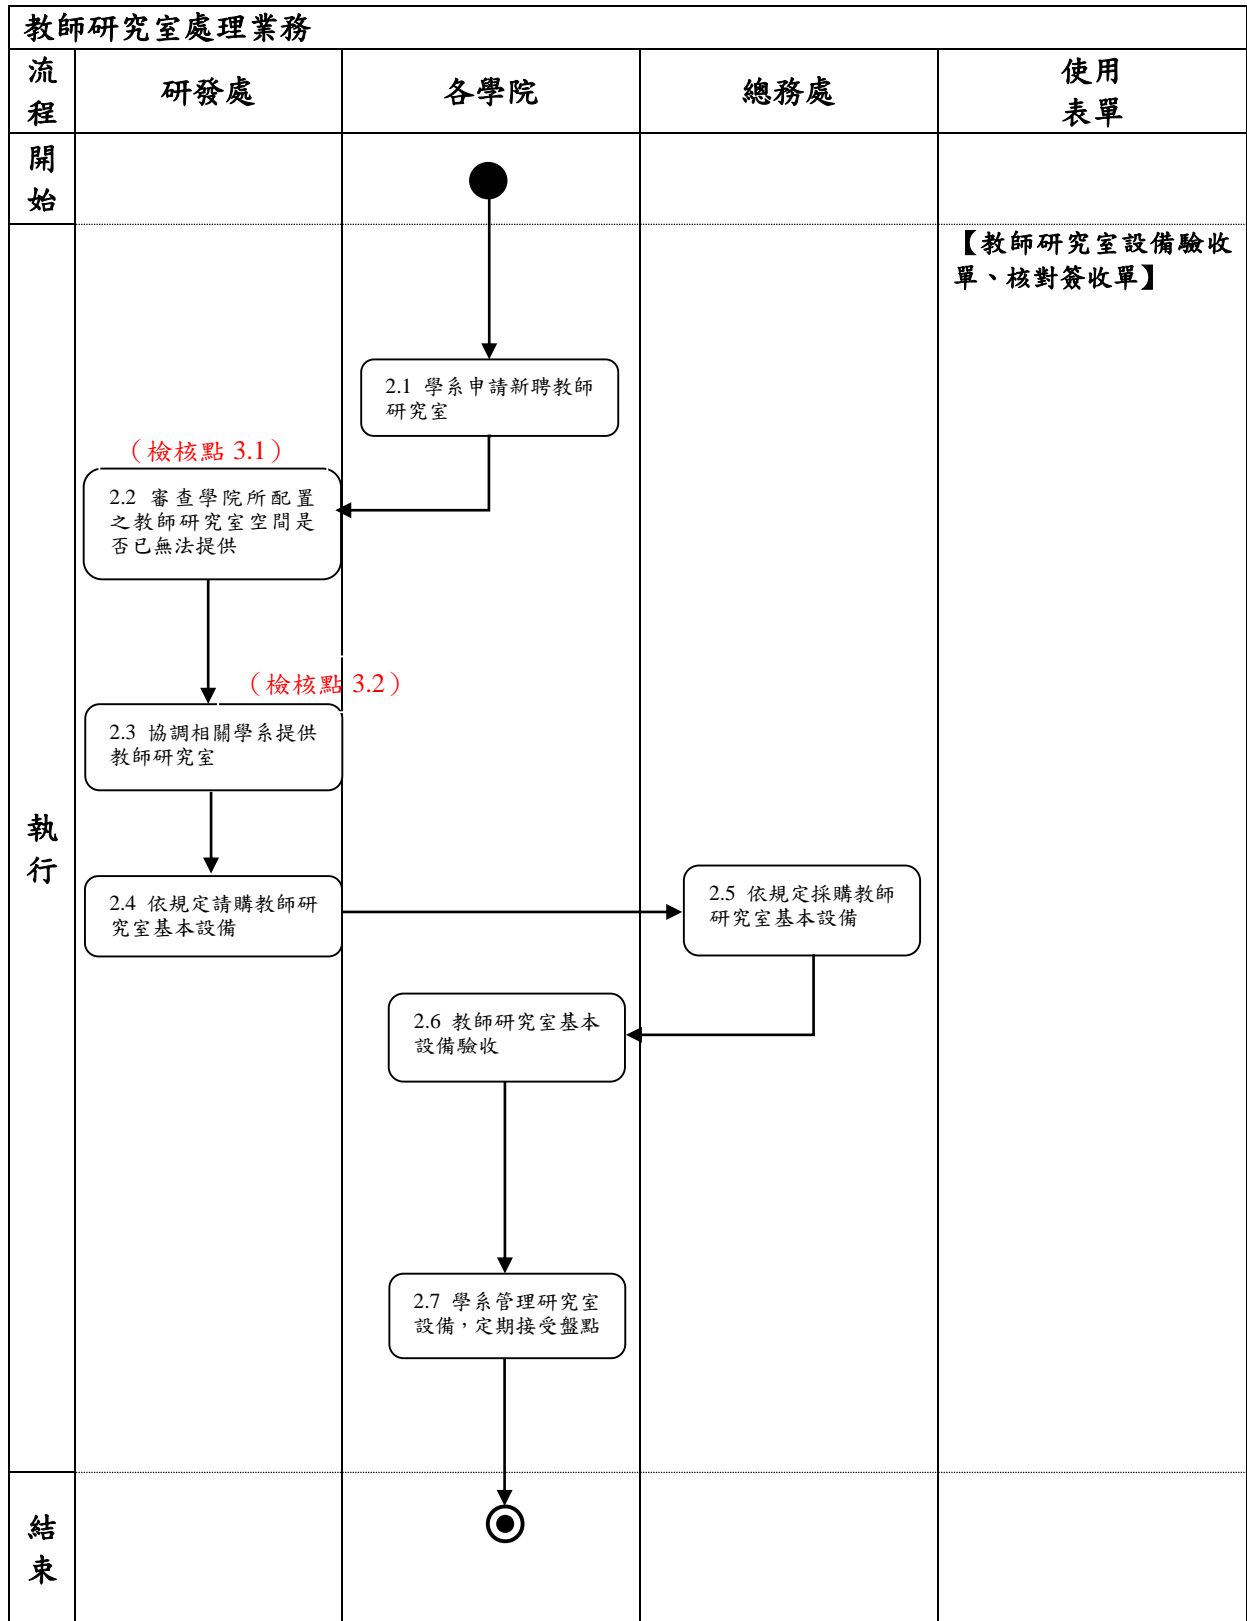 教師研究室處理業務
流程
研發處
各學院
總務處
使用
表單
開始
【教師研究室設備驗收
單、核對簽收單】
執行
2.1 學系申請新聘教師
研究室
（檢核點 3.1）
2.2 審查學院所配置
之教師研究室空間是
否已無法提供
（檢核點 3.2）
2.3 協調相關學系提供
教師研究室
2.4 依規定請購教師研
究室基本設備
2.5 依規定採購教師
研究室基本設備
2.6 教師研究室基本
設備驗收
2.7 學系管理研究室
設備，定期接受盤點
結束